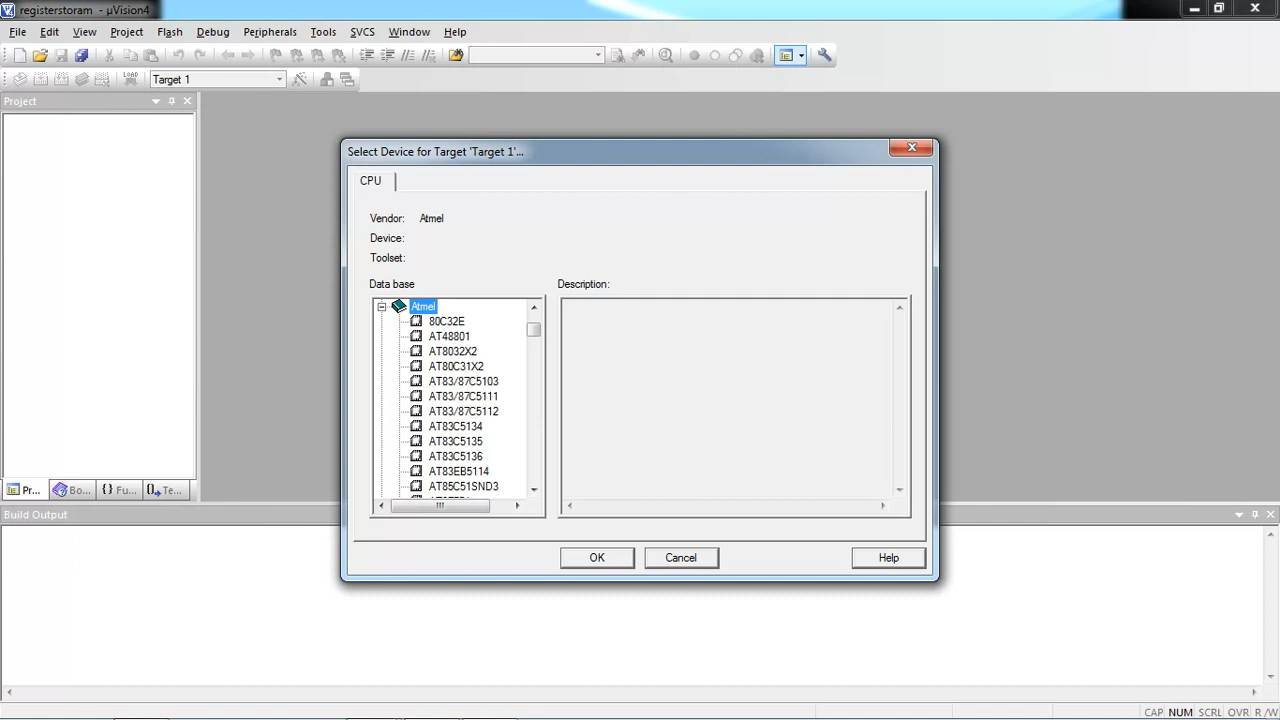 registerstoram - µVision4
File Edit View Project Flash Debug Peripherals Tools SVCS Window Help
LOAD
Target 1
Project
Select Device for Target 'Target 1'...
CPU
Vendor: Atmel
Device:
Toolset:
Data base
Description:
Atmel
80C32E
AT48801
AT8032X2
AT80C31X2
AT83/87C5103
AT83/87C5111
AT83/87C5112
AT83C5134
AT83C5135
AT83C5136
AT83EB5114
AT85C51SND3
OK Cancel Help
Pr... Bo... {} Fu... Te...
Build Output
CAP NUM SCRL OVR R/W